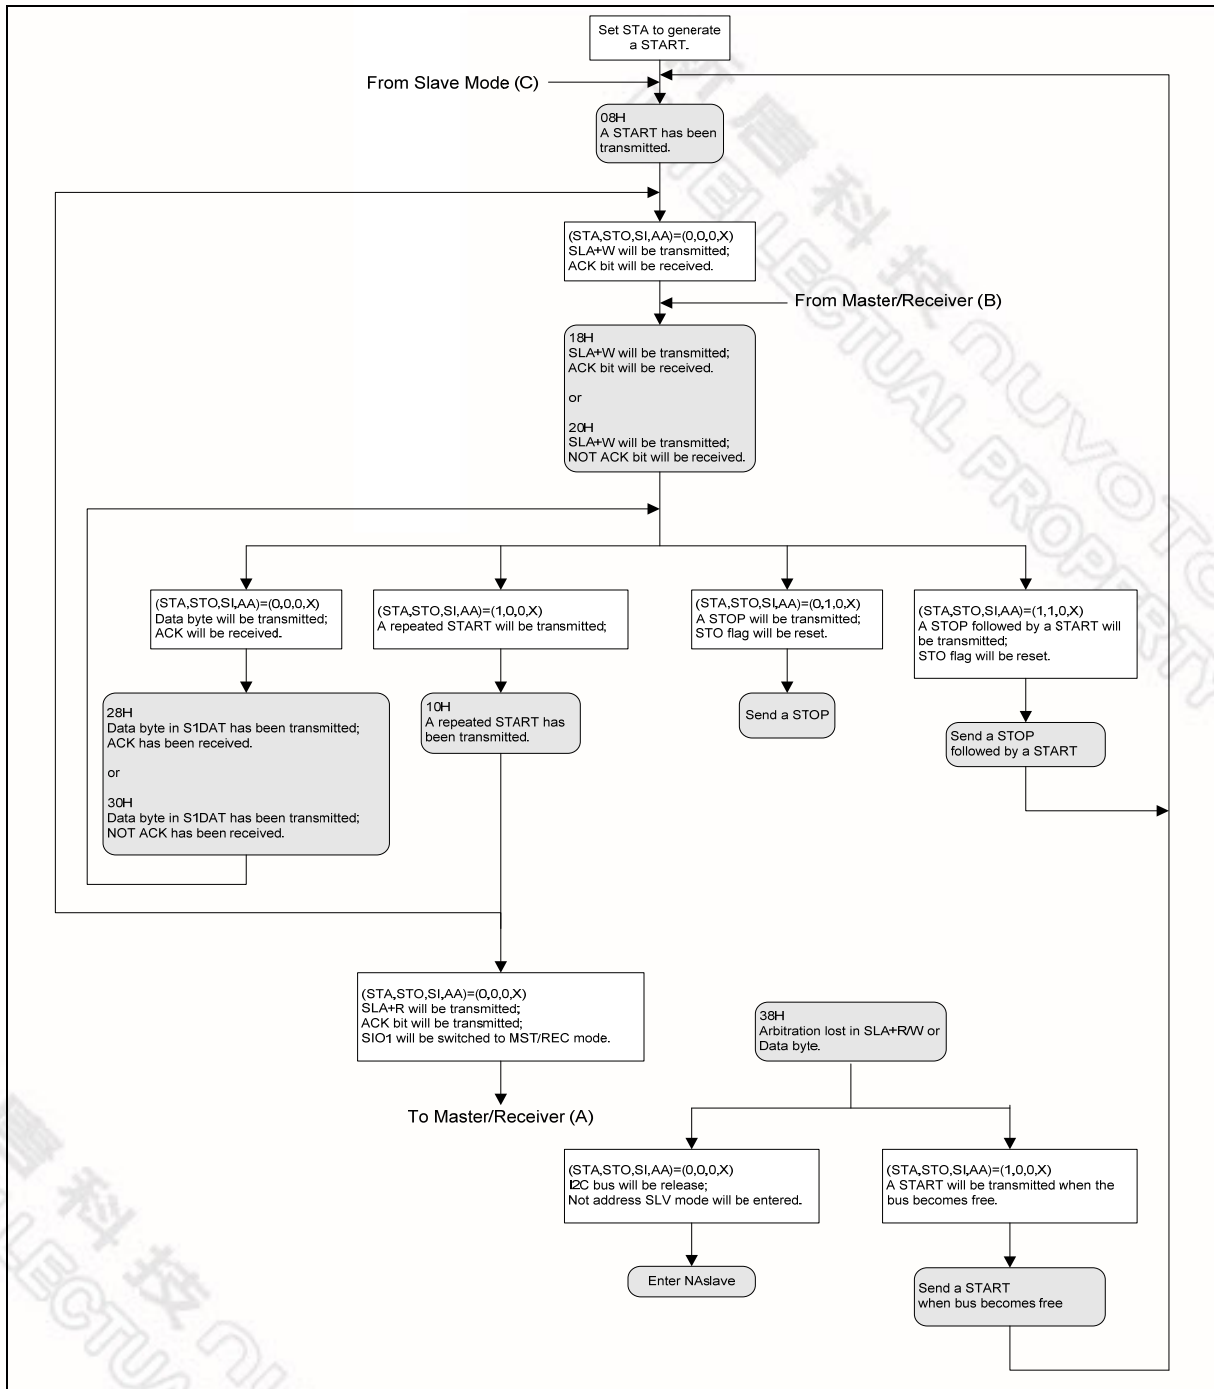 Set STA to generate
a START.
From Slave Mode (C)
08H
A START has been
transmitted.
(STA,STO,SI,AA)=(0,0,0,X)
SLA+W will be transmitted;
ACK bit will be received.
From Master/Receiver (B)
18H
SLA+W will be transmitted;
ACK bit will be received.
or
20H
SLA+W will be transmitted;
NOT ACK bit will be received.
(STA,STO,SI,AA)=(0,0,0,X)
Data byte will be transmitted;
ACK will be received.
(STA,STO,SI,AA)=(1,0,0,X)
A repeated START will be transmitted;
(STA,STO,SI,AA)=(0,1,0,X)
A STOP will be transmitted;
STO flag will be reset.
(STA,STO,SI,AA)=(1,1,0,X)
A STOP followed by a START will
be transmitted;
STO flag will be reset.
28H
Data byte in S1DAT has been transmitted;
ACK has been received.
or
30H
Data byte in S1DAT has been transmitted;
NOT ACK has been received.
10H
A repeated START has
been transmitted.
Send a STOP
Send a STOP
followed by a START
(STA,STO,SI,AA)=(0,0,0,X)
SLA+R will be transmitted;
ACK bit will be transmitted;
SIO1 will be switched to MST/REC mode.
To Master/Receiver (A)
38H
Arbitration lost in SLA+R/W or
Data byte.
(STA,STO,SI,AA)=(0,0,0,X)
I2C bus will be release;
Not address SLV mode will be entered.
(STA,STO,SI,AA)=(1,0,0,X)
A START will be transmitted when the
bus becomes free.
Enter NAslave
Send a START
when bus becomes free
新唐科技 nuvoTo
INTELLECTUAL PROPERTY
唐科技 nu
LLECTUAL